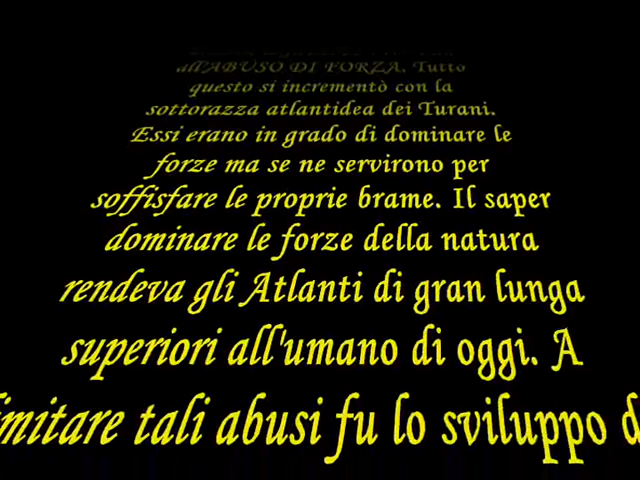 all'ABUSO DI FORZA. Tutto
questo si incrementò con la
sottorazza atlantidea dei Turani.
Essi erano in grado di dominare le
forze ma se ne servirono per
soffisfare le proprie brame. Il saper
dominare le forze della natura
rendeva gli Atlanti di gran lunga
superiori all'umano di oggi. A
imitare tali abusi fu lo sviluppo d